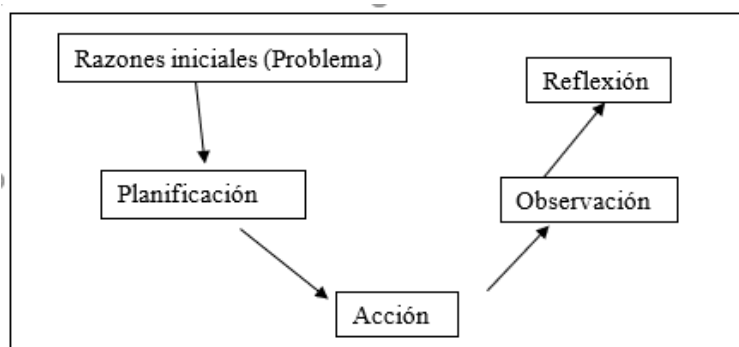 Razones iniciales (Problema)
Reflexión
Planificación
Observación
Acción